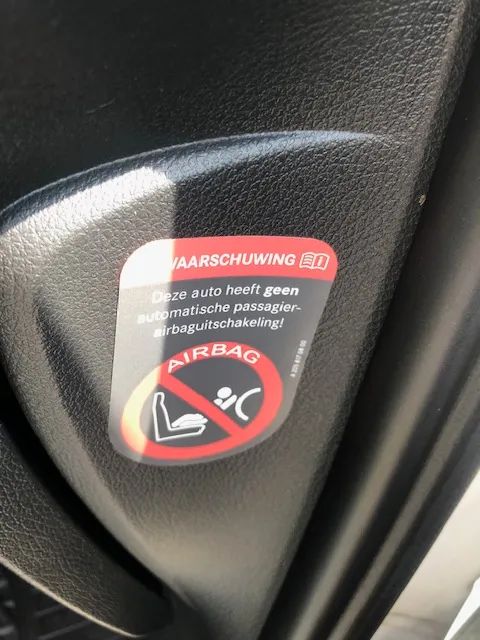 WAARSCHUWING
Deze auto heeft geen
automatische passagier-
airbaguitschakeling!
AIRBAG